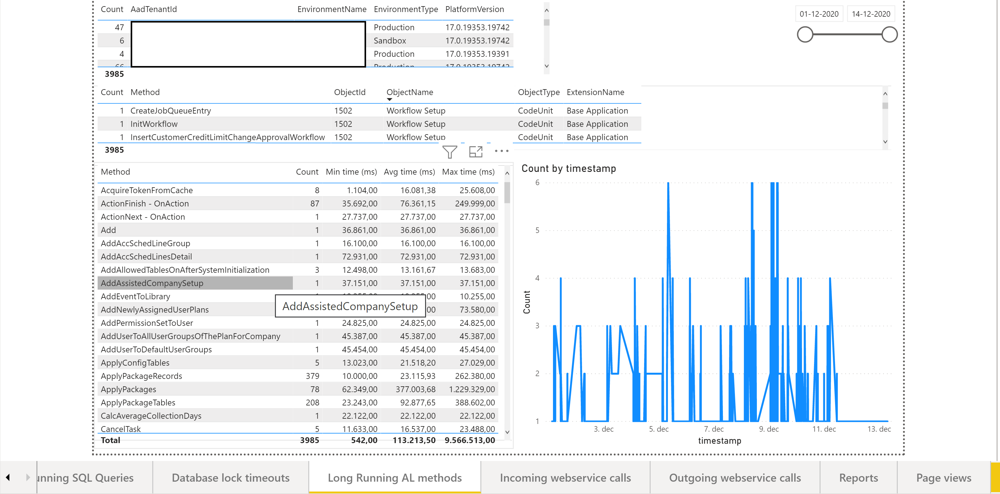 Count AadTenantId EnvironmentName EnvironmentType PlatformVersion
01-12-2020 14-12-2020
47 Production 17.0.19353.19742
6 Sandbox 17.0.19353.19742
4 Production 17.0.19353.19391
66 Production 17.0.19353.19742
3985
Count Method ObjectId ObjectName ObjectType ExtensionName
1 CreateJobQueueEntry 1502 Workflow Setup CodeUnit Base Application
1 InitWorkflow 1502 Workflow Setup CodeUnit Base Application
1 InsertCustomerCreditLimitChangeApprovalWorkflow 1502 Workflow Setup CodeUnit Base Application
3985
Method Count Min time (ms) Avg time (ms) Max time (ms)
AcquireTokenFromCache 8 1.104,00 16.081,38 25.608,00
ActionFinish - OnAction 87 35.692,00 76.361,15 249.999,00
ActionNext - OnAction 1 27.737,00 27.737,00 27.737,00
Add 1 36.861,00 36.861,00 36.861,00
AddAccSchedLineGroup 1 16.100,00 16.100,00 16.100,00
AddAccSchedLinesDetail 1 72.931,00 72.931,00 72.931,00
AddAllowedTablesOnAfterSystemInitialization 3 12.498,00 13.161,67 13.683,00
AddAssistedCompanySetup 1 37.151,00 37.151,00 37.151,00
AddEventToLibrary 10.255,00
AddAssistedCompanySetup
AddNewlyAssignedUserPlans 73.580,00
AddPermissionSetToUser 1 24.825,00 24.825,00 24.825,00
AddUserToAllUserGroupsOfThePlanForCompany 1 45.387,00 45.387,00 45.387,00
AddUserToDefaultUserGroups 1 45.454,00 45.454,00 45.454,00
ApplyConfigTables 5 13.023,00 21.518,20 27.029,00
ApplyPackageRecords 379 10.000,00 23.115,93 262.380,00
ApplyPackages 78 62.349,00 377.003,68 1.229.329,00
ApplyPackageTables 208 23.243,00 92.877,65 388.602,00
CalcAverageCollectionDays 1 22.122,00 22.122,00 22.122,00
CancelTask 5 11.633,00 16.537,00 23.488,00
Total 3985 542,00 113.213,50 9.566.513,00
Count by timestamp
6
5
4
3
2
1
Count
3. dec 5. dec 7. dec 9. dec 11. dec 13. dec
timestamp
unning SQL Queries Database lock timeouts Long Running AL methods Incoming webservice calls Outgoing webservice calls Reports Page views